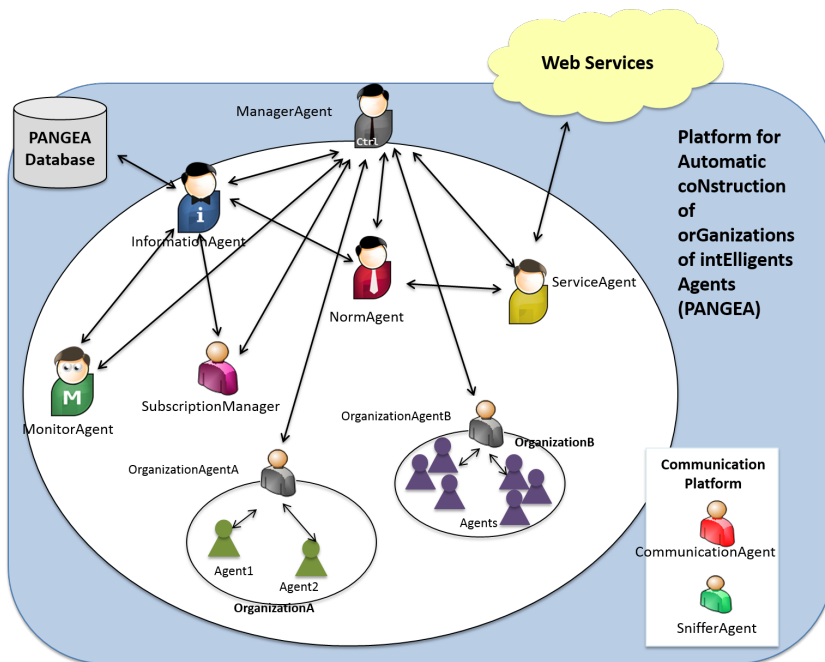 Web Services
ManagerAgent
Ctrl
PANGEA
Database
Platform for
Automatic
coNstruction
of
orGanizations
of intElligents
Agents
(PANGEA)
i
InformationAgent
NormAgent
ServiceAgent
M
MonitorAgent
SubscriptionManager
OrganizationAgentB
OrganizationB
Agents
OrganizationAgentA
Agent1
Agent2
OrganizationA
Communication
Platform
CommunicationAgent
SnifferAgent